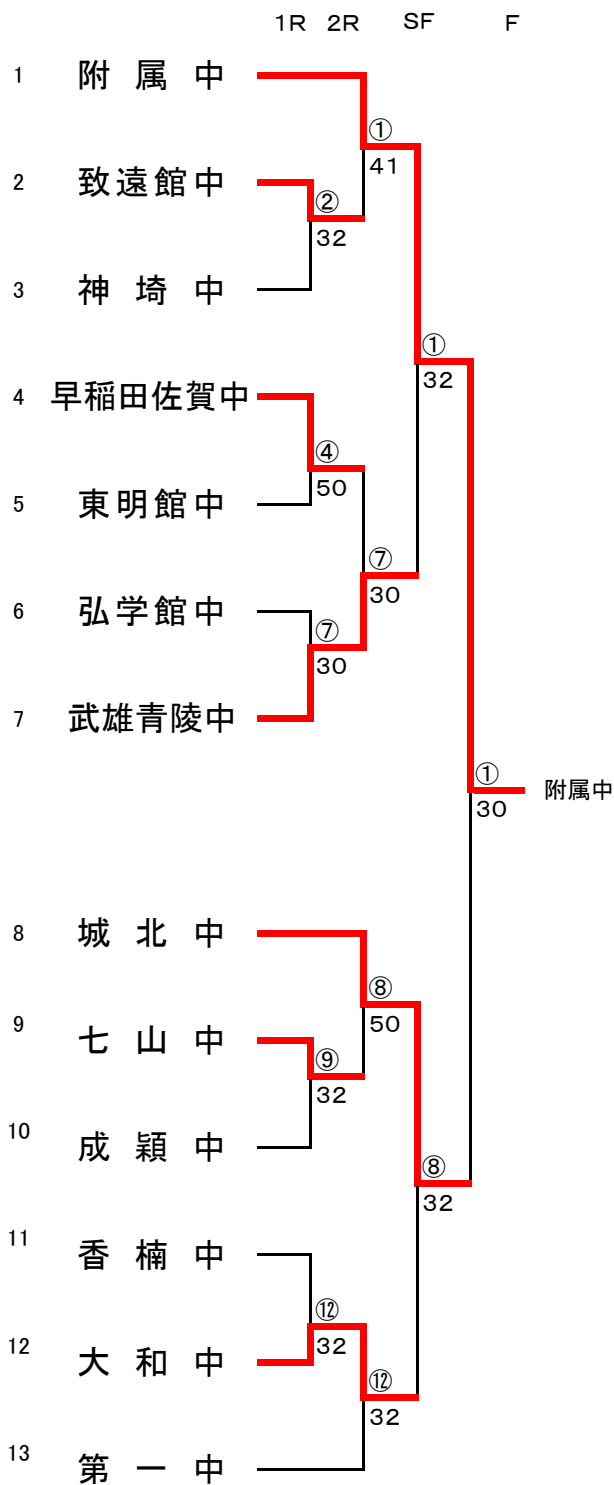 1R 2R SF F
1 附属中
①
41
2 致遠館中
②
32
3 神埼中
①
32
4 早稲田佐賀中
④
50
5 東明館中
⑦
30
6 弘学館中
⑦
30
7 武雄青陵中
①
30
附属中
8 城北中
⑧
50
9 七山中
⑨
32
10 成穎中
⑧
32
11 香楠中
⑫
32
12 大和中
⑫
32
13 第一中